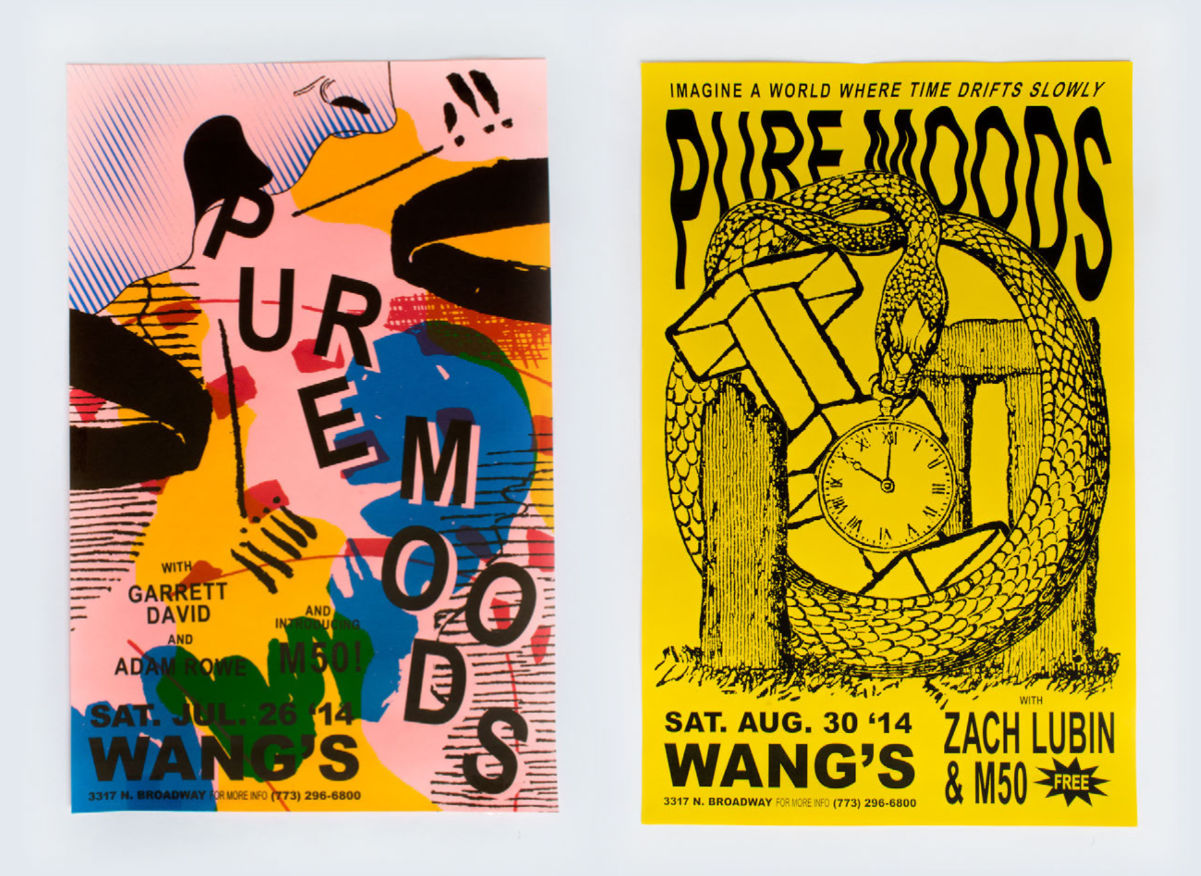 PURE
MOODS
WITH
GARRETT
DAVID
AND
ADAM ROWE
AND
INTRODUCING
M50!
SAT. JUL. 26 ‘14
WANG’S
3317 N. BROADWAY FOR MORE INFO (773) 296-6800
IMAGINE A WORLD WHERE TIME DRIFTS SLOWLY
PURE MOODS
XII
SAT. AUG. 30 ‘14
WANG’S
3317 N. BROADWAY FOR MORE INFO (773) 296-6800
WITH
ZACH LUBIN
& M50
FREE